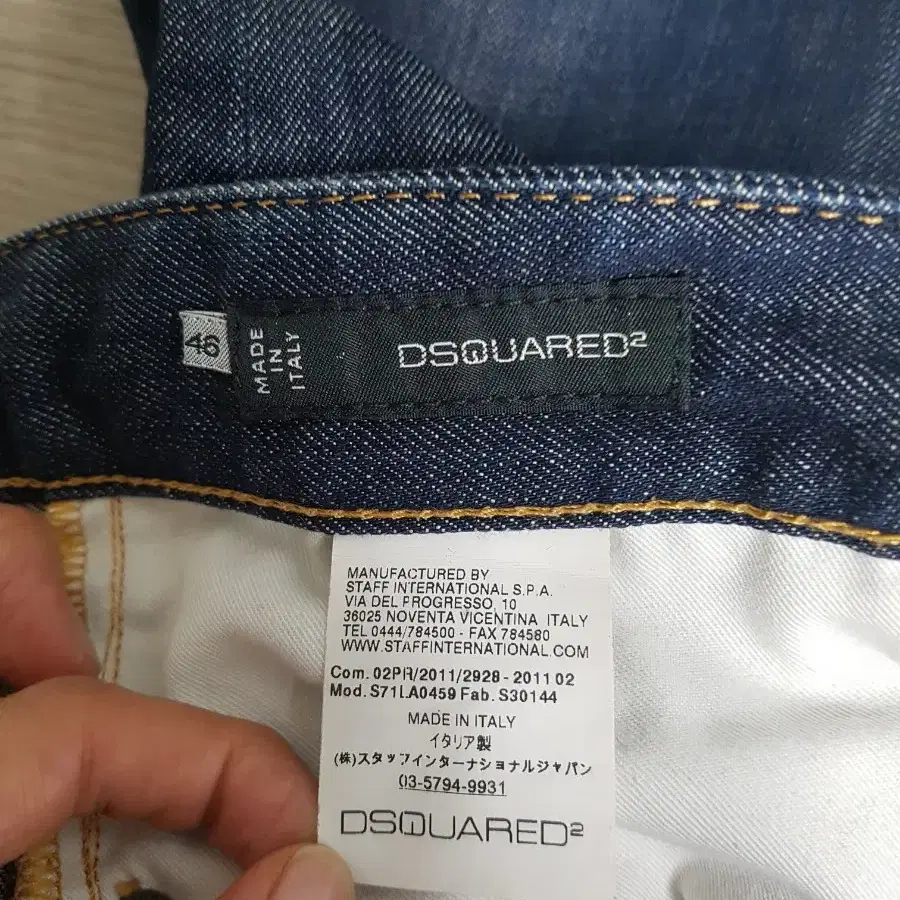 46
MADE
IN
ITALY
DSQUARED2
MANUFACTURED BY
STAFF INTERNATIONAL S.P.A.
VIA DEL PROGRESSO, 10
36025 NOVENTA VICENTINA ITALY
TEL 0444/784500 - FAX 784580
WWW.STAFFINTERNATIONAL.COM
Com. 02PR/2011/2928 - 2011 02
Mod. S71LA0459 Fab. S30144
MADE IN ITALY
イタリア製
(株)スタッフインターナショナルジャパン
03-5794-9931
DSQUARED2